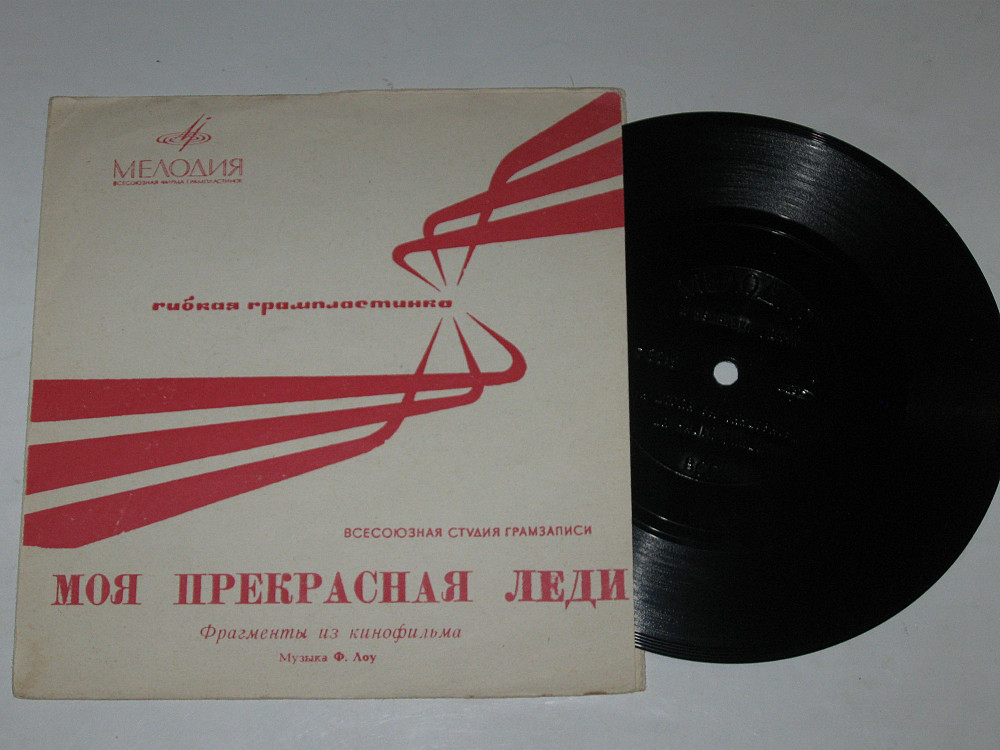 МЕЛОДИЯ
ВСЕСОЮЗНАЯ ФИРМА ГРАМПЛАСТИНОК
гибкая грампластинка
ВСЕСОЮЗНАЯ СТУДИЯ ГРАМЗАПИСИ
МОЯ ПРЕКРАСНАЯ ЛЕДИ
Фрагменты из кинофильма
Музыка Ф. Лоу